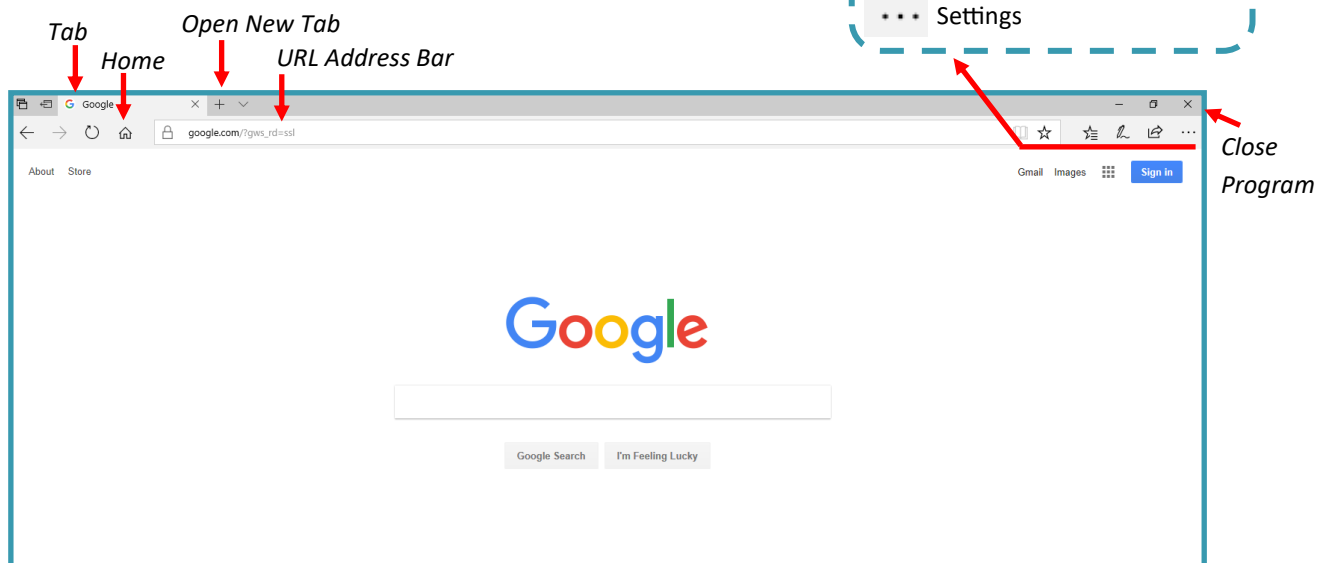 Settings
Tab
Open New Tab
Home
URL Address Bar
Google
google.com/?gws_rd=ssl
Close
Program
About Store
Gmail Images Sign in
Google
Google Search I'm Feeling Lucky